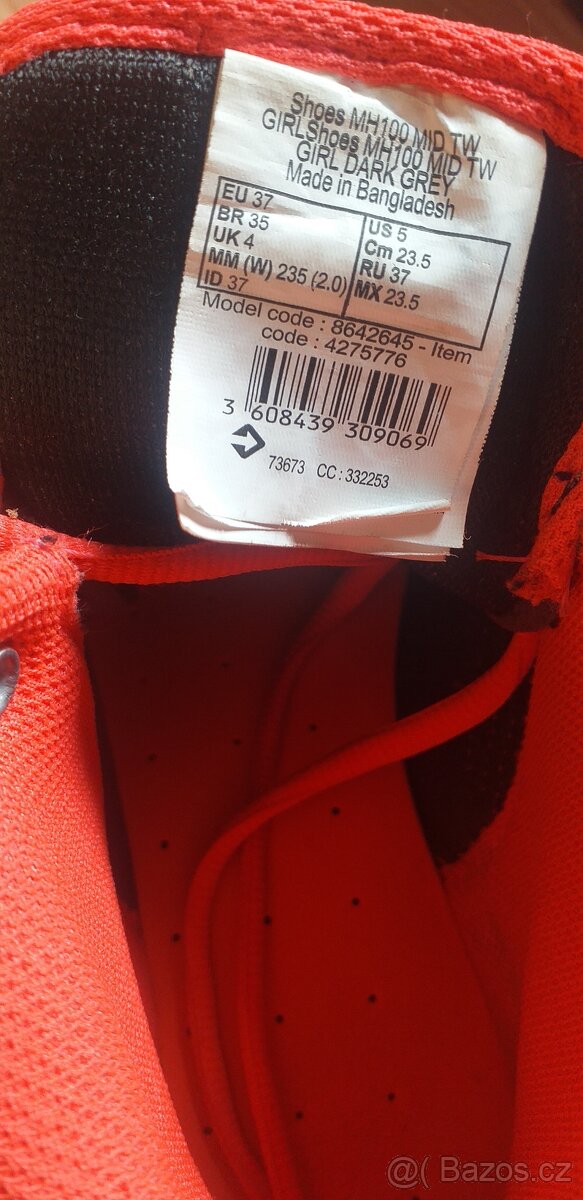 Shoes MH100 MID TW
GIRLShoes MH100 MID TW
GIRL DARK GREY
Made in Bangladesh
EU 37
BR 35
UK 4
MM (W) 235 (2.0)
ID 37
US 5
Cm 23.5
RU 37
MX 23.5
Model code : 8642645 - Item
code : 4275776
3 608439 309069
73673 CC : 332253
@( Bazos.cz